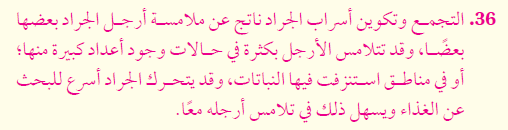 36. التجمع وتكوين أسراب الجراد ناتج عن ملامسة أرجل الجراد بعضها
بعضًا، وقد تتلامس الأرجل بكثرة في حالات وجود أعداد كبيرة منها؛
أو في مناطق استنزفت فيها النباتات، وقد يتحرك الجراد أسرع للبحث
عن الغذاء ويسهل ذلك في تلامس أرجله معًا.